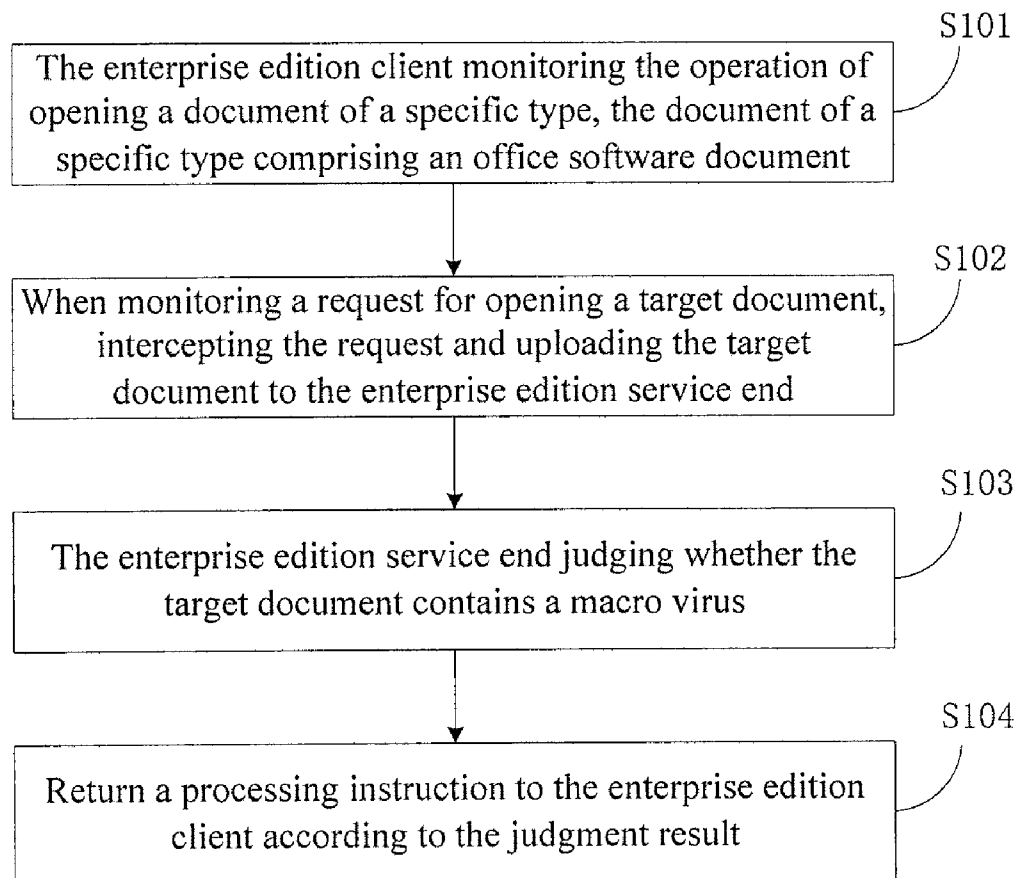 S101
The enterprise edition client monitoring the operation of
opening a document of a specific type, the document of a
specific type comprising an office software document
S102
When monitoring a request for opening a target document,
intercepting the request and uploading the target
document to the enterprise edition service end
S103
The enterprise edition service end judging whether the
target document contains a macro virus
S104
Return a processing instruction to the enterprise edition
client according to the judgment result